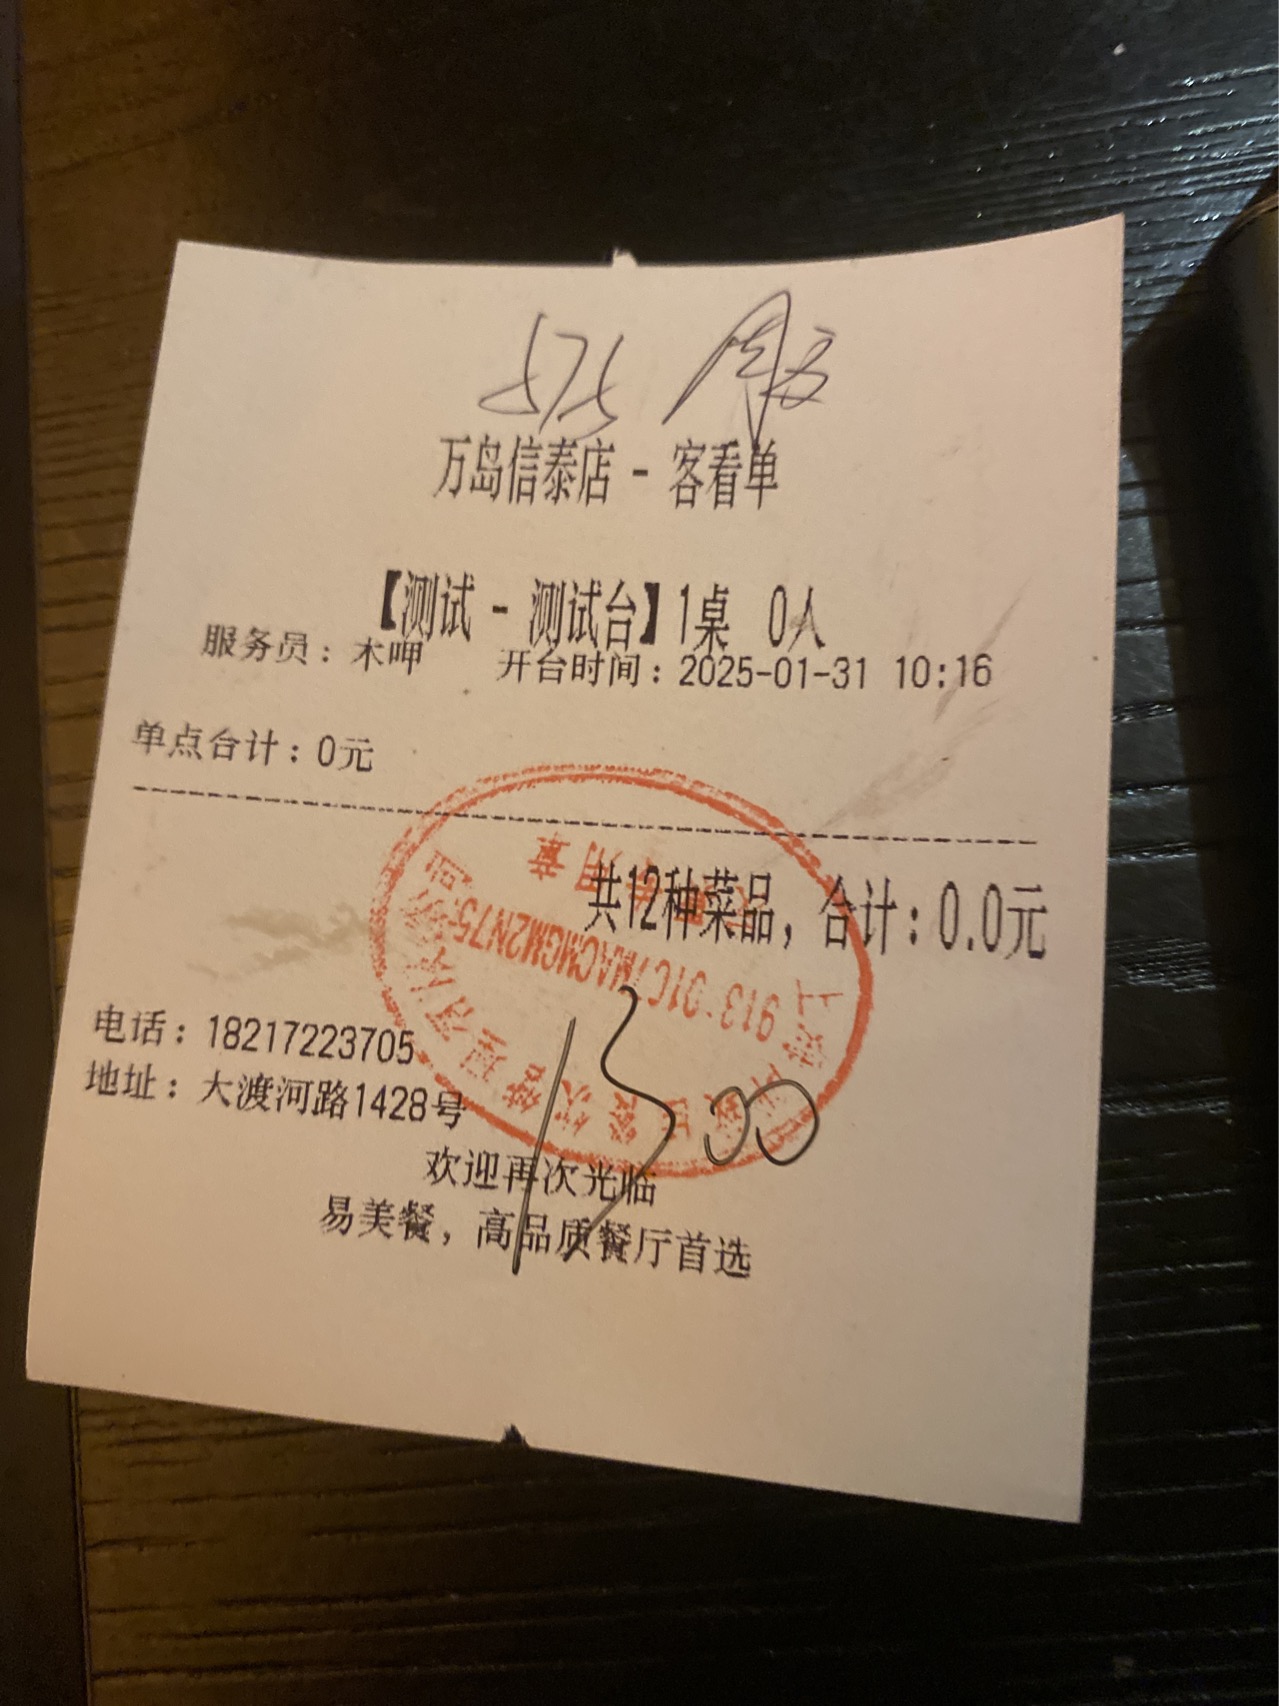 575
万岛信泰店 - 客看单
【测试 - 测试台】1桌 0人
服务员：木呷 开台时间：2025-01-31 10:16
单点合计：0元
共12种菜品，合计：0.0元
电话：18217223705
地址：大渡河路1428号
1500
欢迎再次光临
易美餐，高品质餐厅首选